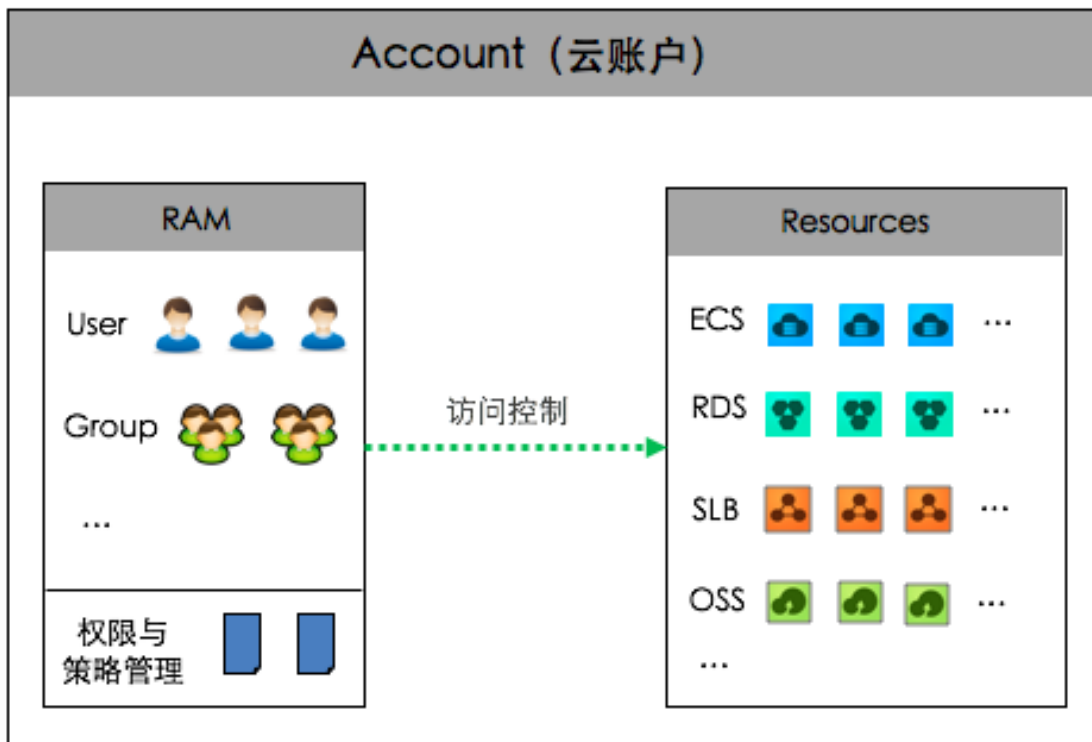 Account（云账户）
RAM
User
Group
...
权限与
策略管理
访问控制
Resources
ECS ...
RDS ...
SLB ...
OSS ...
...